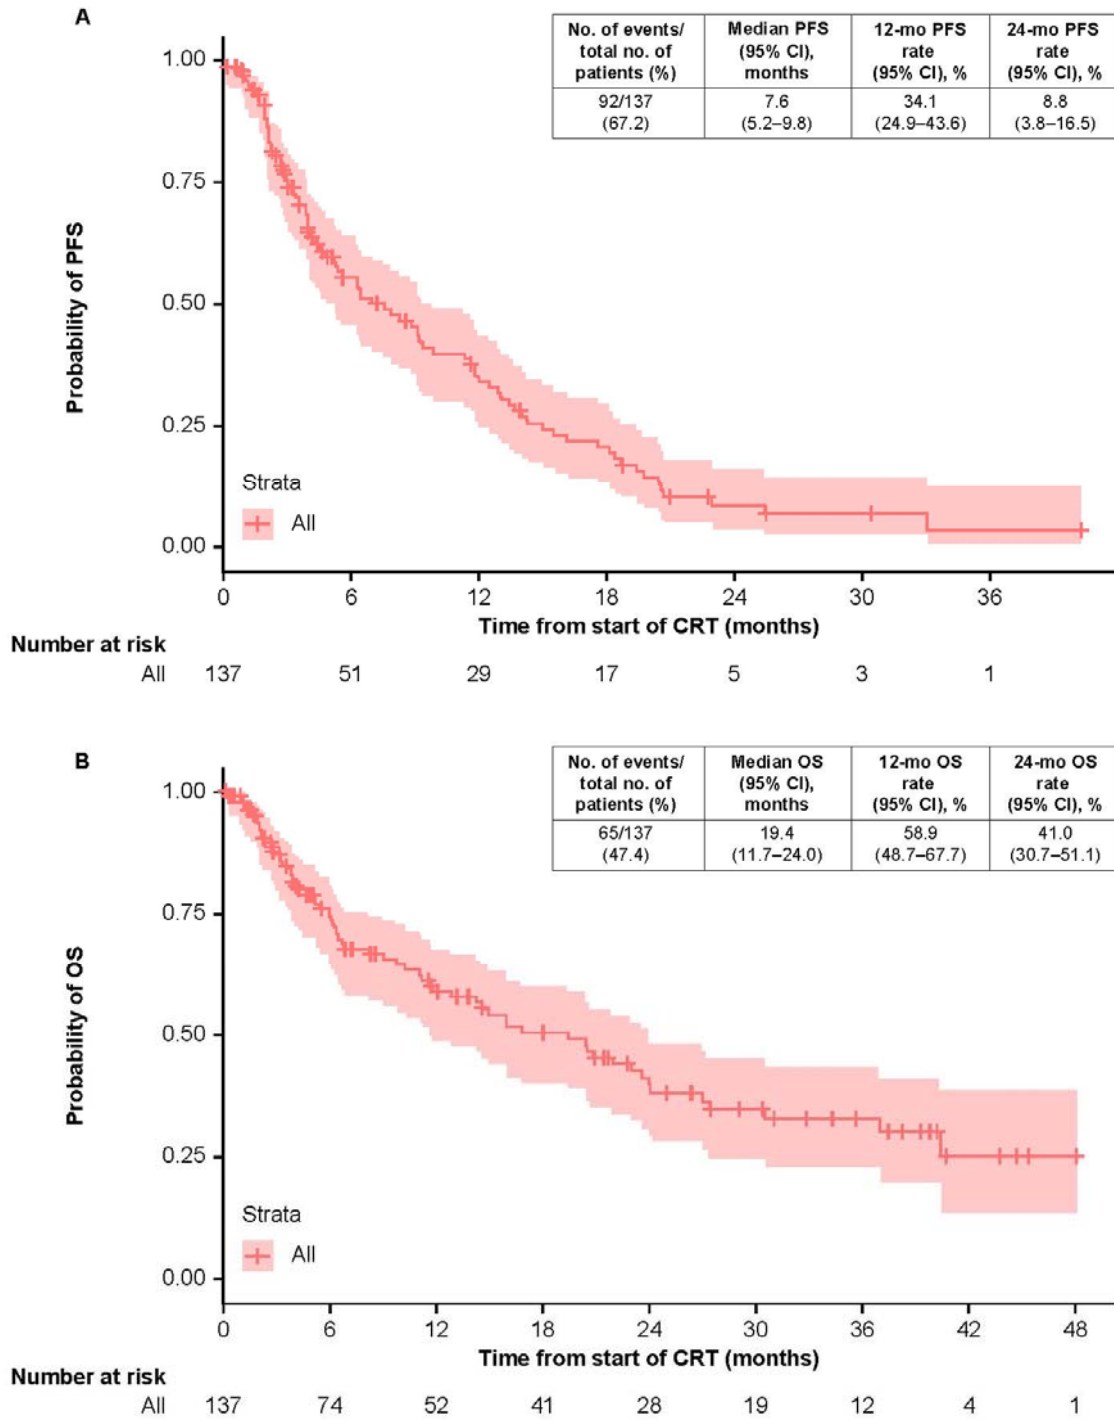 A
No. of events/ total no. of patients (%) Median PFS (95% CI), months 12-mo PFS rate (95% CI), % 24-mo PFS rate (95% CI), %
92/137 (67.2) 7.6 (5.2–9.8) 34.1 (24.9–43.6) 8.8 (3.8–16.5)
Probability of PFS
1.00
0.75
0.50
0.25
0.00
Strata
All
0 6 12 18 24 30 36
Time from start of CRT (months)
Number at risk
All 137 51 29 17 5 3 1
B
No. of events/ total no. of patients (%) Median OS (95% CI), months 12-mo OS rate (95% CI), % 24-mo OS rate (95% CI), %
65/137 (47.4) 19.4 (11.7–24.0) 58.9 (48.7–67.7) 41.0 (30.7–51.1)
Probability of OS
1.00
0.75
0.50
0.25
0.00
Strata
All
0 6 12 18 24 30 36 42 48
Time from start of CRT (months)
Number at risk
All 137 74 52 41 28 19 12 4 1